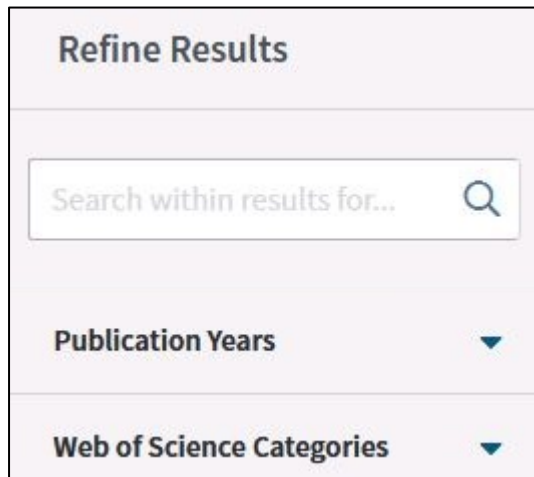 Refine Results
Search within results for...
Publication Years
Web of Science Categories